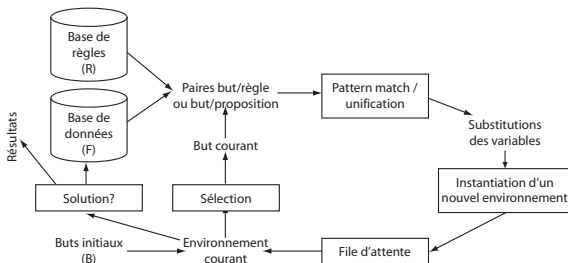 Base de
règles
(R)
Paires but/règle
ou but/proposition
Pattern match /
unification
Base de
données
(F)
Substitutions
des variables
Résultats
But courant
Solution?
Sélection
Instantiation d'un
nouvel environnement
Buts initiaux
(B)
Environnement
courant
File d'attente